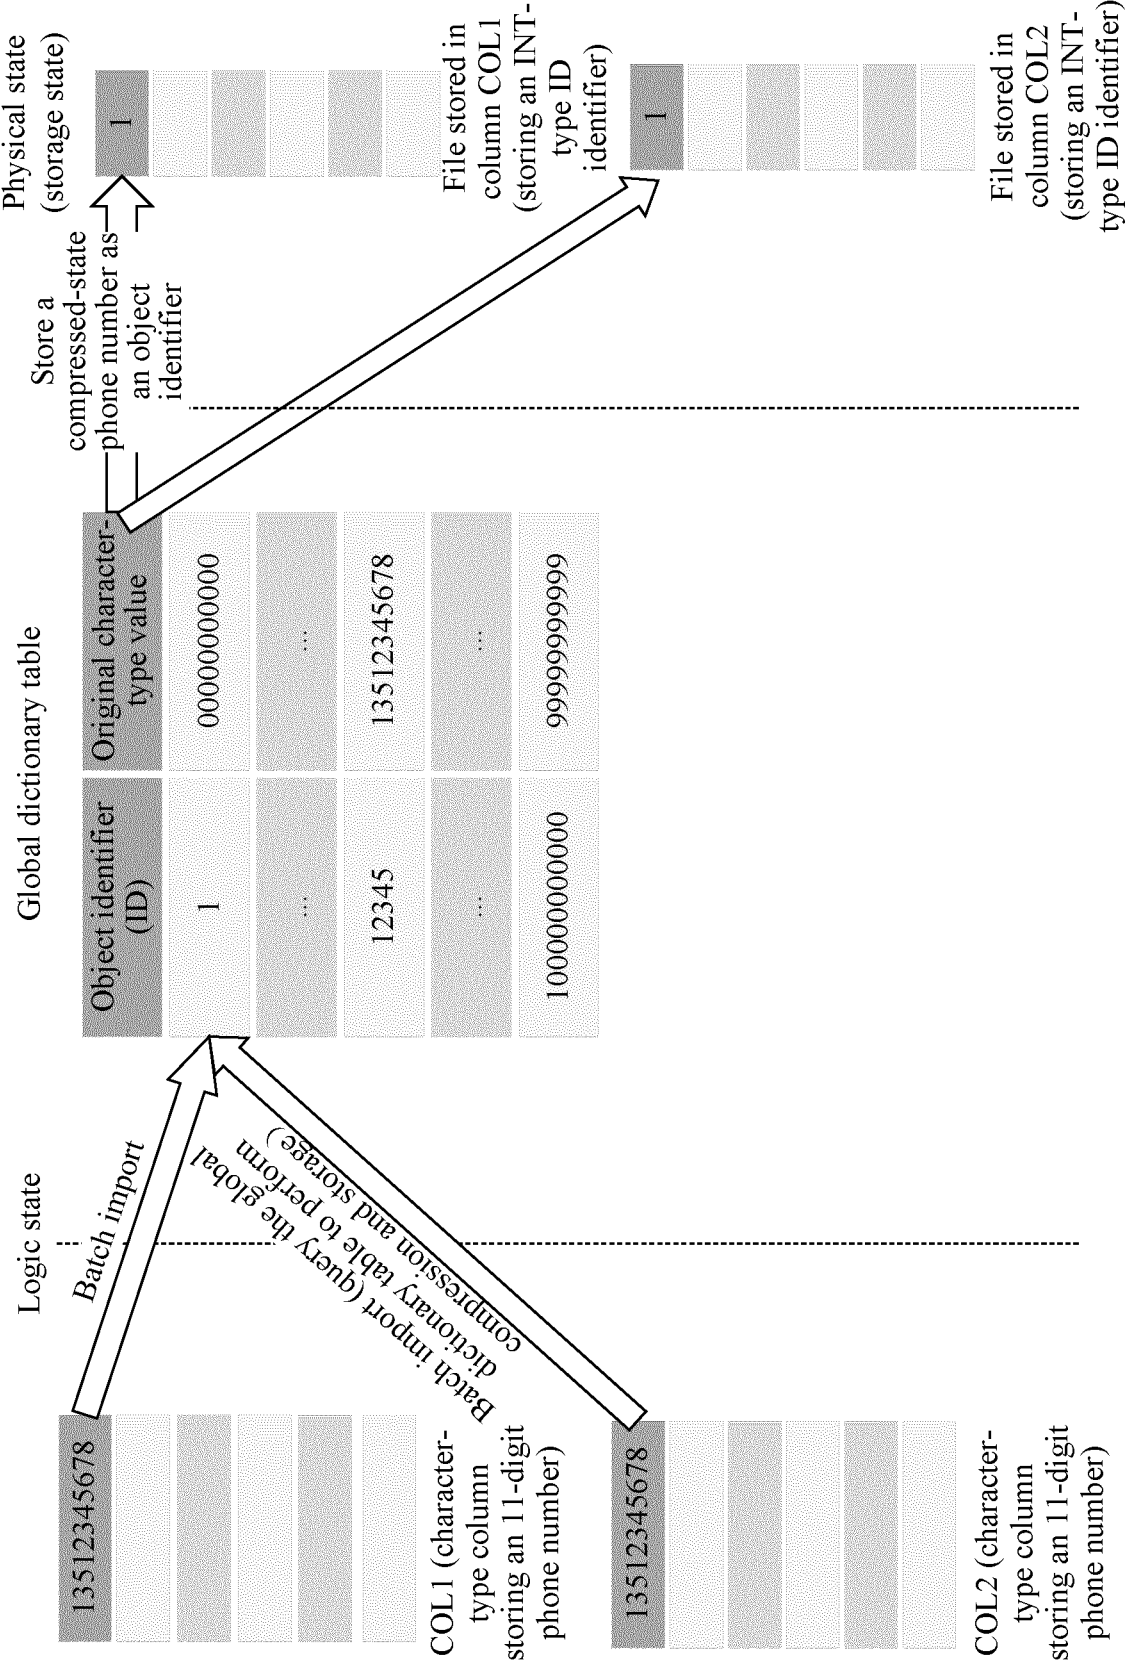 Logic state
Global dictionary table
Physical state
(storage state)
13512345678
COL1 (character-
type column
storing an 11-digit
phone number)
13512345678
COL2 (character-
type column
storing an 11-digit
phone number)
Batch import
Batch import (query the global
dictionary table to perform
compression and storage)
Object identifier
(ID)
Original character-
type value
1
00000000000
...
...
12345
13512345678
...
...
100000000000
99999999999
Store a
compressed-state
phone number as
an object
identifier
1
File stored in
column COL1
(storing an INT-
type ID
identifier)
1
File stored in
column COL2
(storing an INT-
type ID identifier)